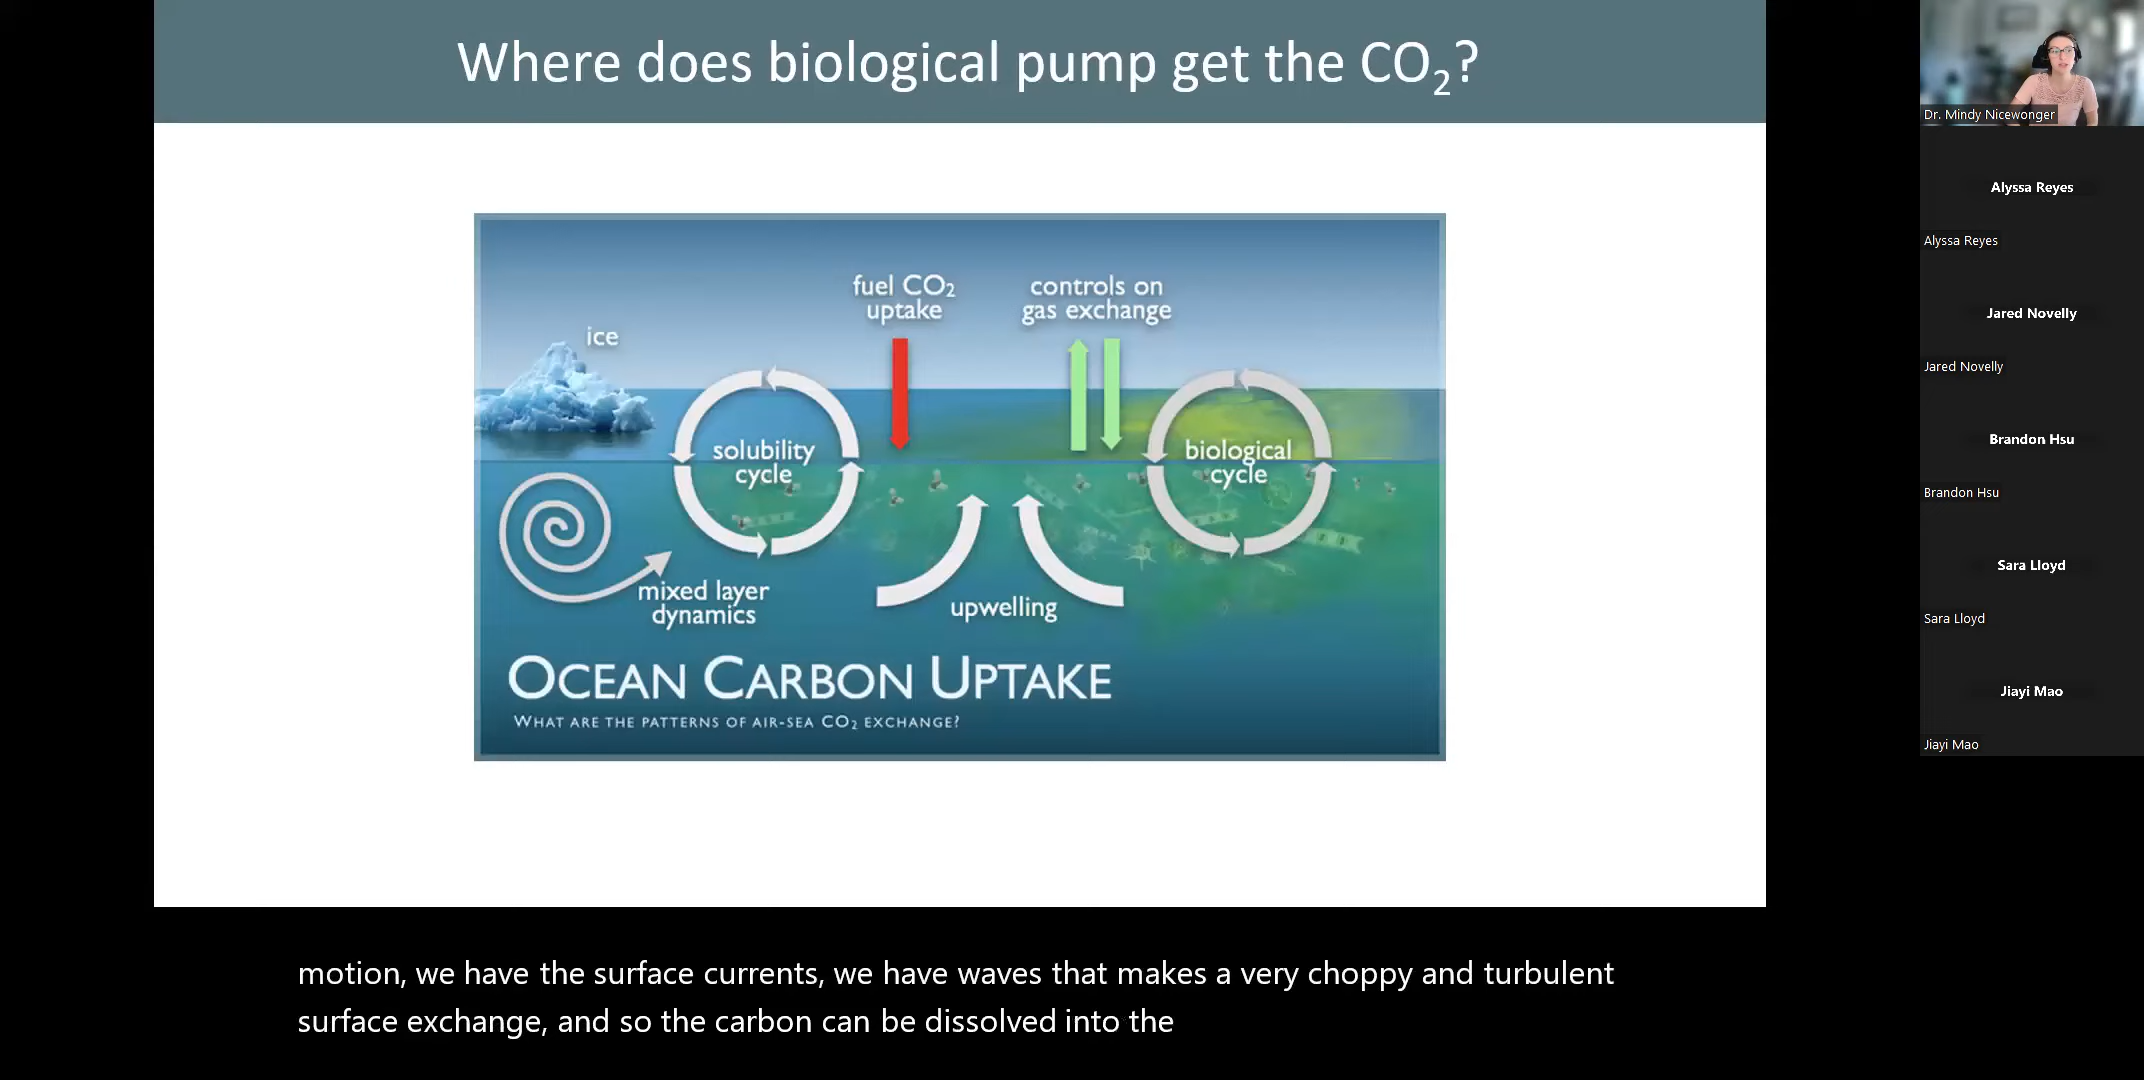 Where does biological pump get the CO₂?
ice
fuel CO₂
uptake
controls on
gas exchange
solubility
cycle
biological
cycle
mixed layer
dynamics
upwelling
OCEAN CARBON UPTAKE
WHAT ARE THE PATTERNS OF AIR-SEA CO₂ EXCHANGE?
motion, we have the surface currents, we have waves that makes a very choppy and turbulent
surface exchange, and so the carbon can be dissolved into the
Dr. Mindy Nicewonger
Alyssa Reyes
Alyssa Reyes
Jared Novelly
Jared Novelly
Brandon Hsu
Brandon Hsu
Sara Lloyd
Sara Lloyd
Jiayi Mao
Jiayi Mao